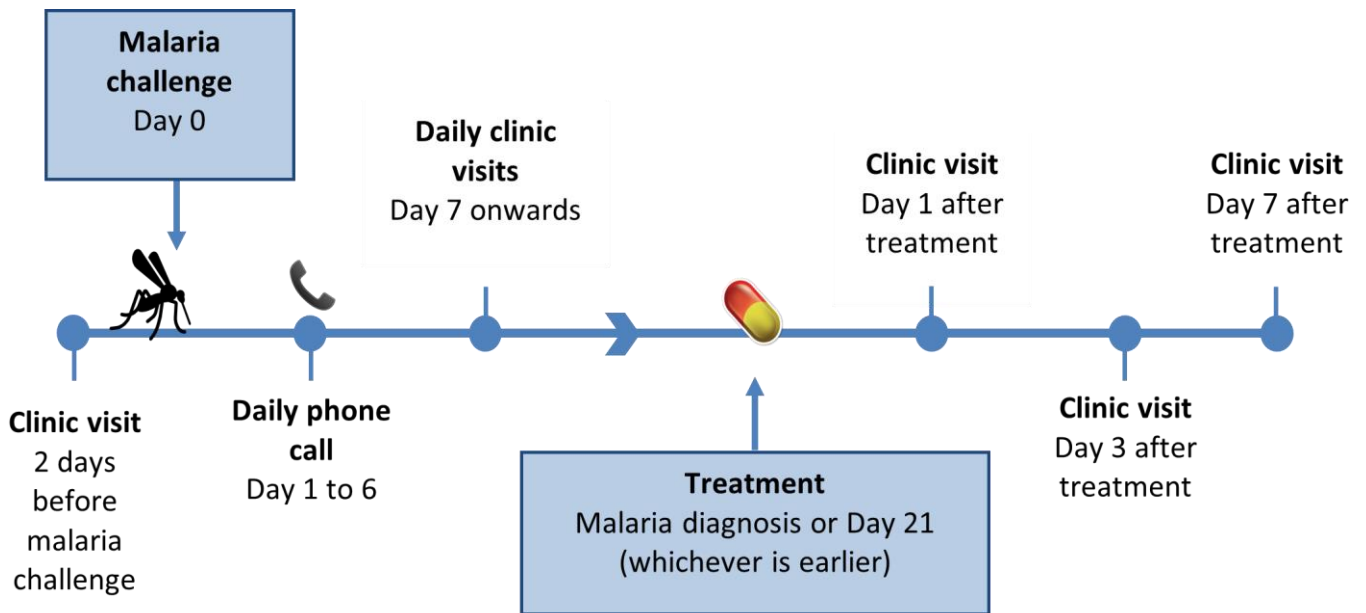 Malaria
challenge
Day 0
Daily clinic
visits
Day 7 onwards
Clinic visit
Day 1 after
treatment
Clinic visit
Day 7 after
treatment
Clinic visit
2 days
before
malaria
challenge
Daily phone
call
Day 1 to 6
Treatment
Malaria diagnosis or Day 21
(whichever is earlier)
Clinic visit
Day 3 after
treatment